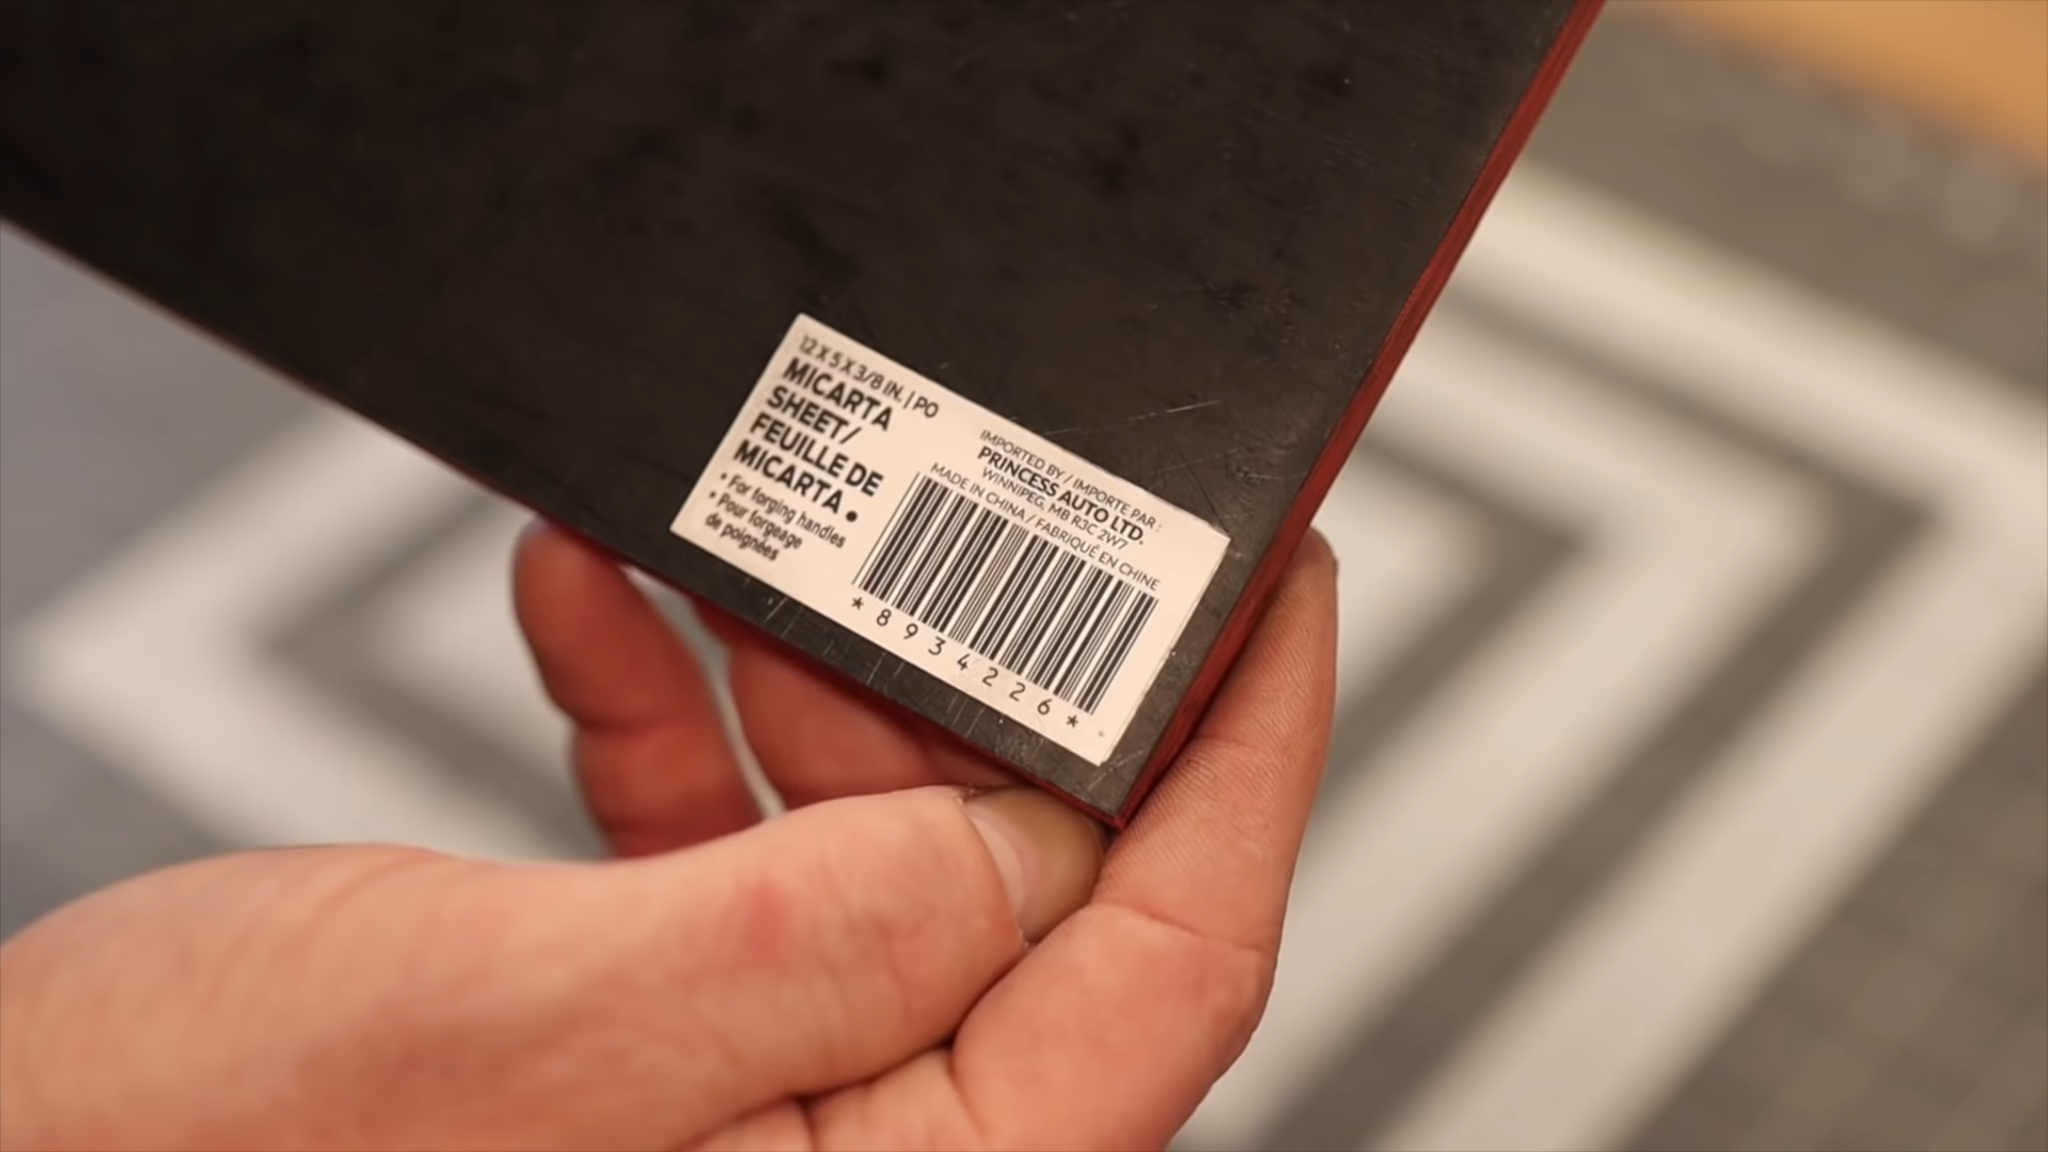 12 X 5 X 3/8 IN. | PO
MICARTA
SHEET/
FEUILLE DE
MICARTA •
• For forging handles
• Pour forgeage
de poignées
IMPORTED BY / IMPORTE PAR :
PRINCESS AUTO LTD.
WINNIPEG, MB R3C 2W7
MADE IN CHINA / FABRIQUÉ EN CHINE
* 8 9 3 4 2 2 6 *